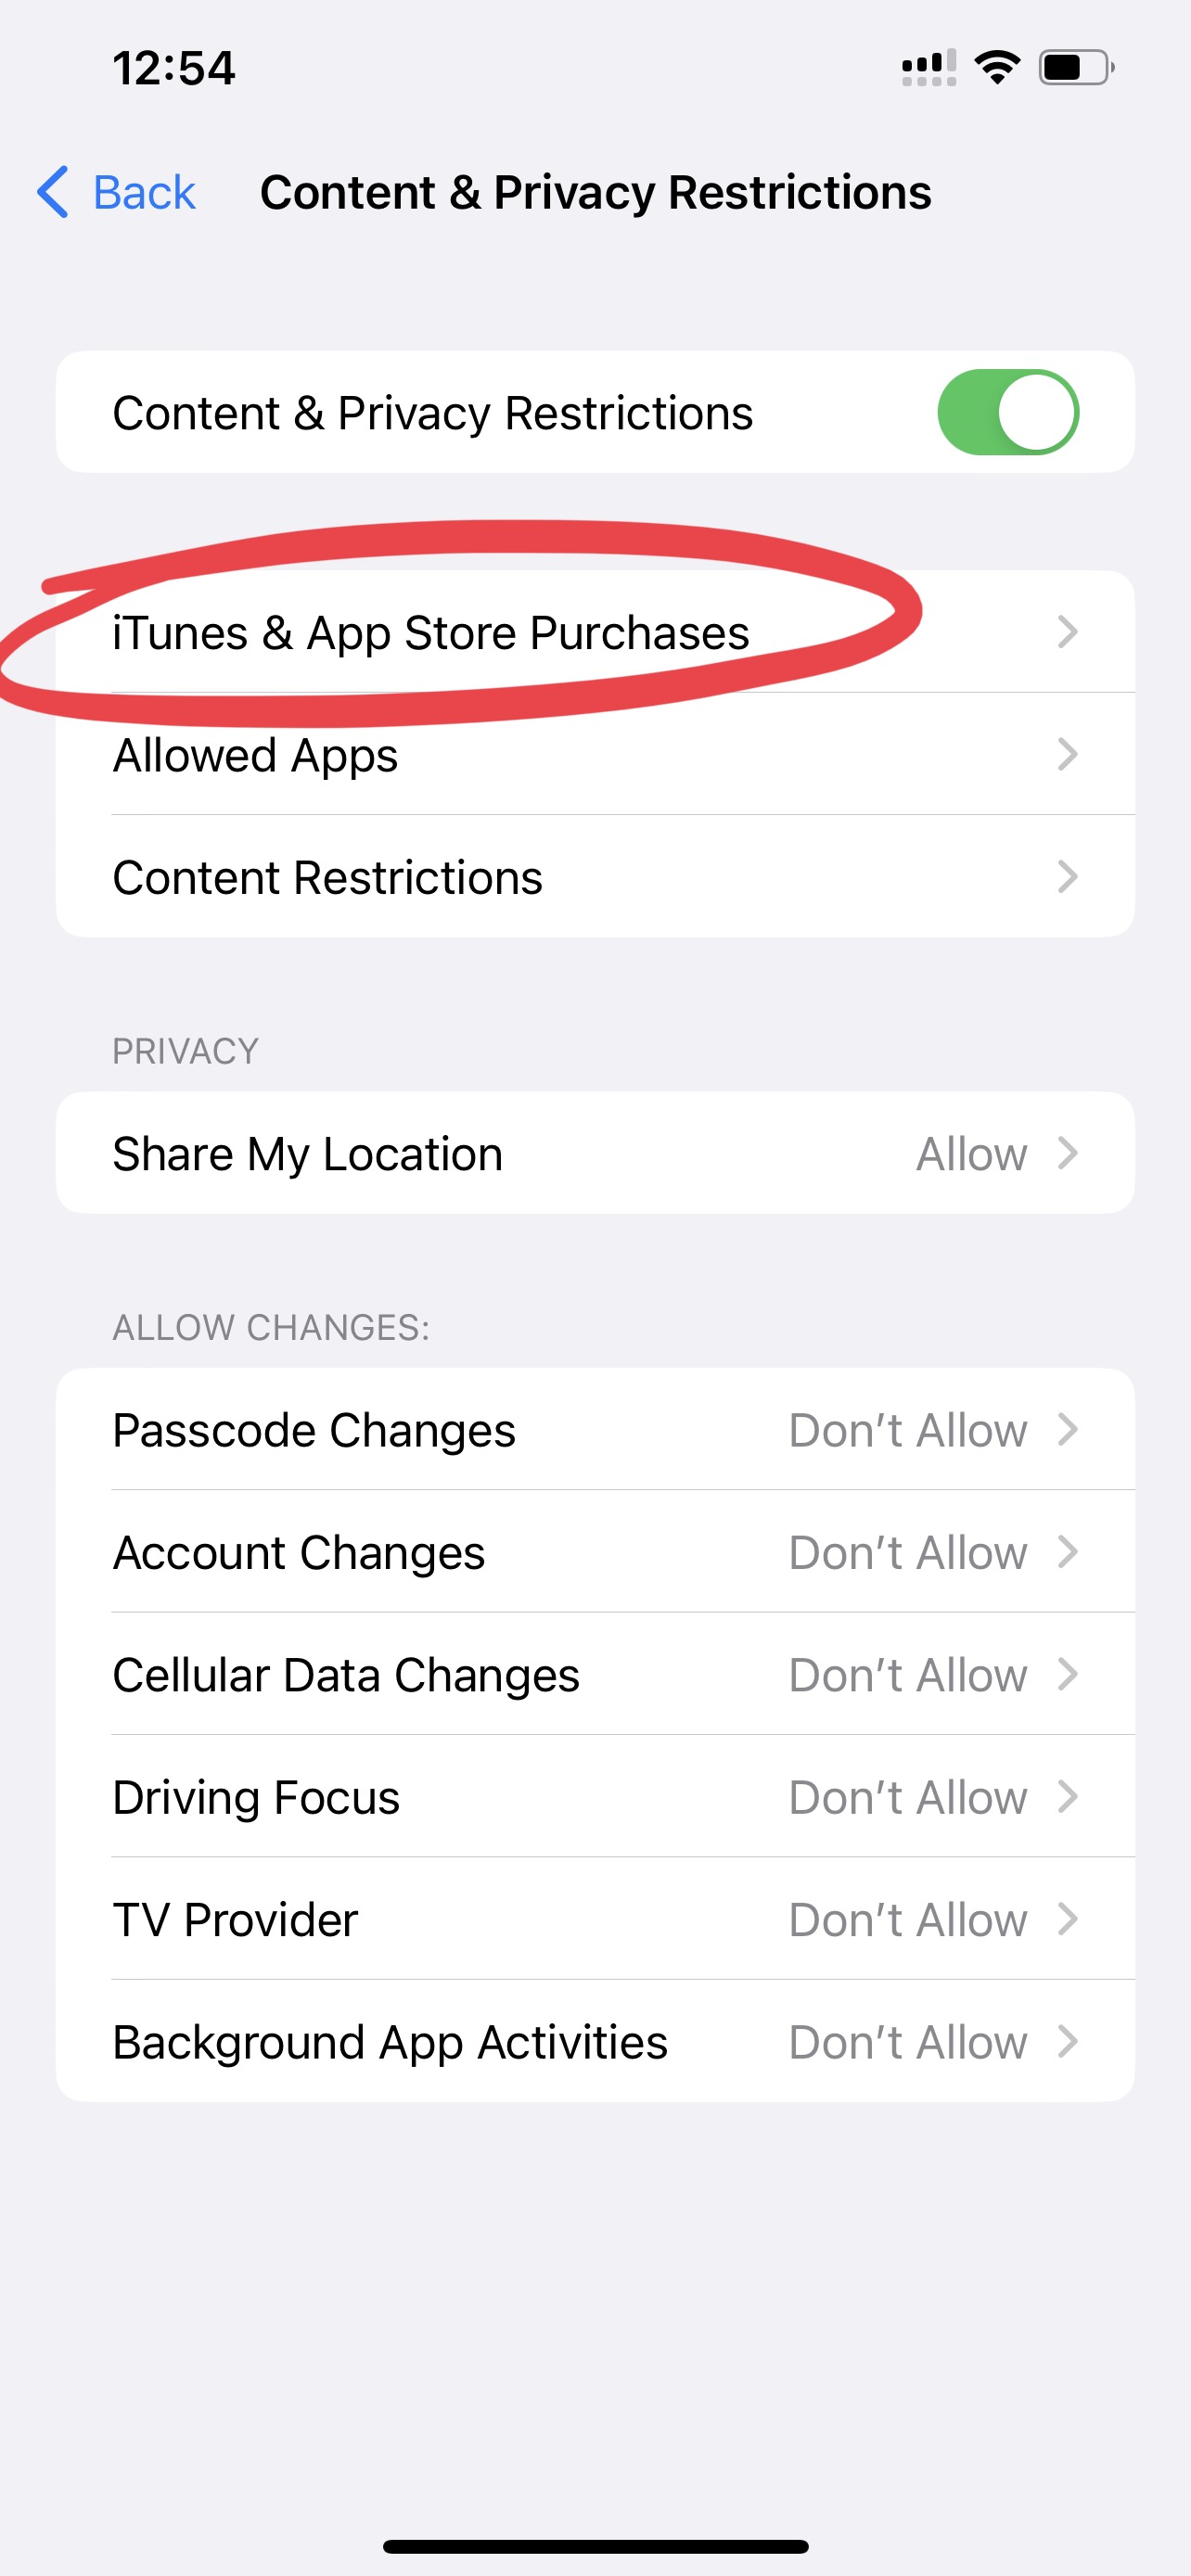 12:54
Back Content & Privacy Restrictions
Content & Privacy Restrictions
iTunes & App Store Purchases
Allowed Apps
Content Restrictions
PRIVACY
Share My Location Allow
ALLOW CHANGES:
Passcode Changes Don’t Allow
Account Changes Don’t Allow
Cellular Data Changes Don’t Allow
Driving Focus Don’t Allow
TV Provider Don’t Allow
Background App Activities Don’t Allow